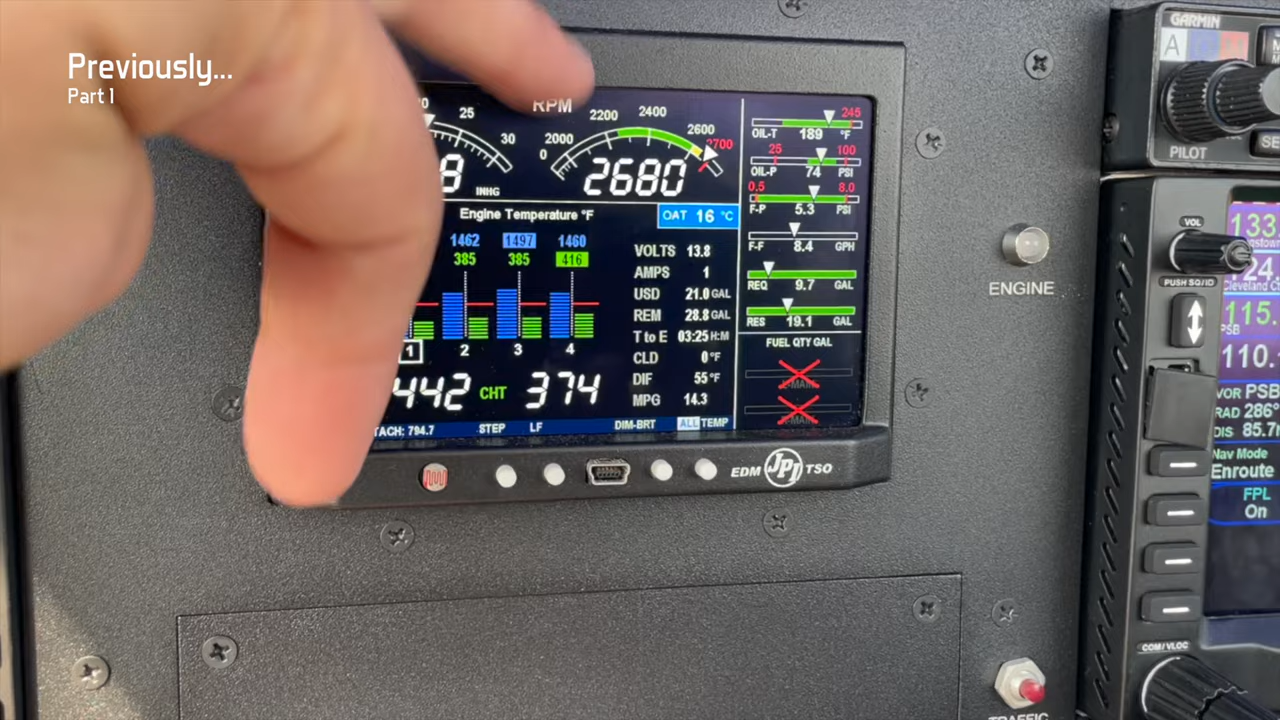 Previously...
Part 1
25
30
8
INHG
RPM
0
2000
2200
2400
2600
2700
2680
Engine Temperature °F
OAT 16 °C
1462 1497 1460
385 385 416
1 2 3 4
442 CHT 374
VOLTS 13.8
AMPS 1
USD 21.0 GAL
REM 28.8 GAL
T to E 03:25 H:M
CLD 0°F
DIF 55°F
MPG 14.3
TACH: 794.7 STEP LF DIM-BRT ALL TEMP
245
OIL-T 189 °F
25 100
OIL-P 74 PSI
0.5 8.0
F-P 5.3 PSI
F-F 8.4 GPH
REQ 9.7 GAL
RES 19.1 GAL
FUEL QTY GAL
EDM JPI TSO
ENGINE
TRAFFIC
GARMIN
A
PILOT
SE
VOL
PUSH SQ/ID
COM/VLOC
133.
124.
Cleveland Ct
115.
PSB
110.
VOR PSB
RAD 286°
DIS 85.7
Nav Mode
Enroute
FPL
On